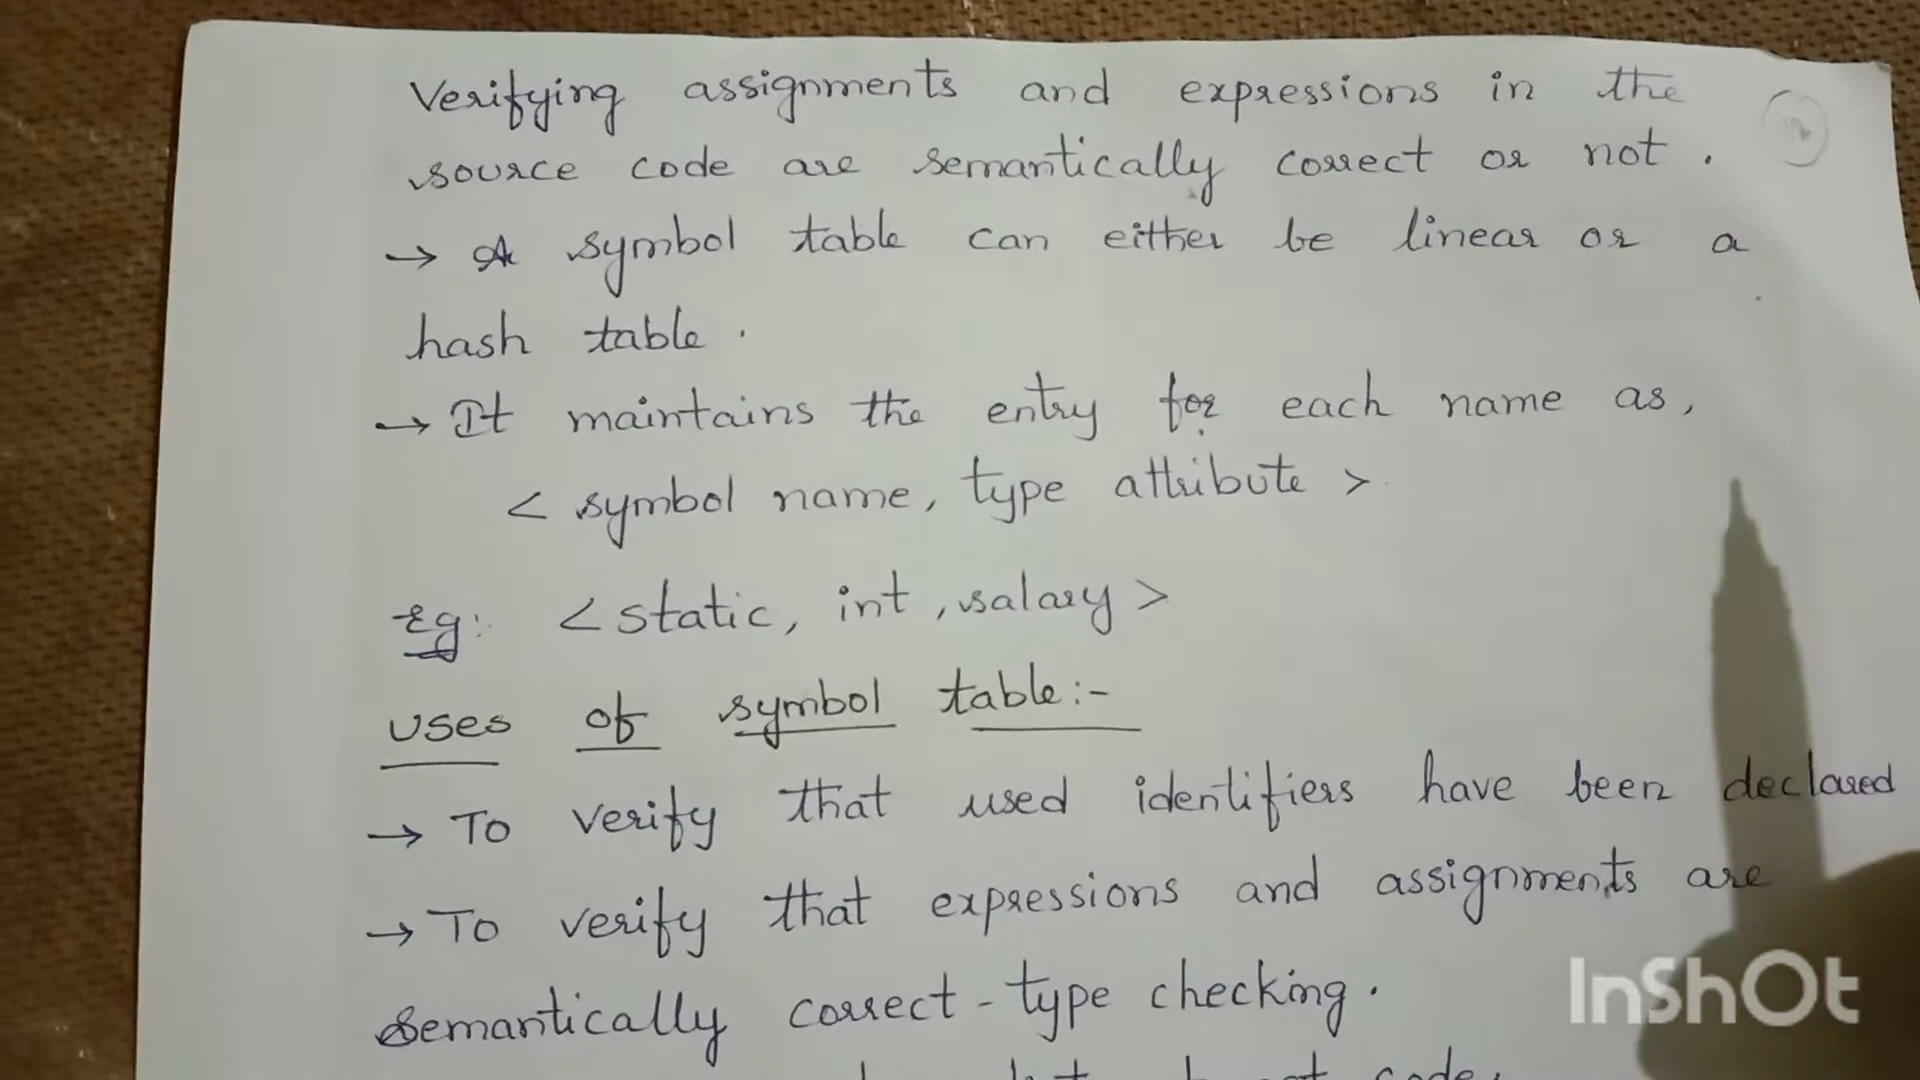 Verifying assignments and expressions in the
source code are semantically correct or not.
→ A symbol table can either be linear or a
hash table.
→ It maintains the entry for each name as,
< symbol name, type attribute >
Eg: < static, int, salary >
Uses of symbol table:-
→ To verify that used identifiers have been declared
→ To verify that expressions and assignments are
semantically correct - type checking.
code.
InShOt